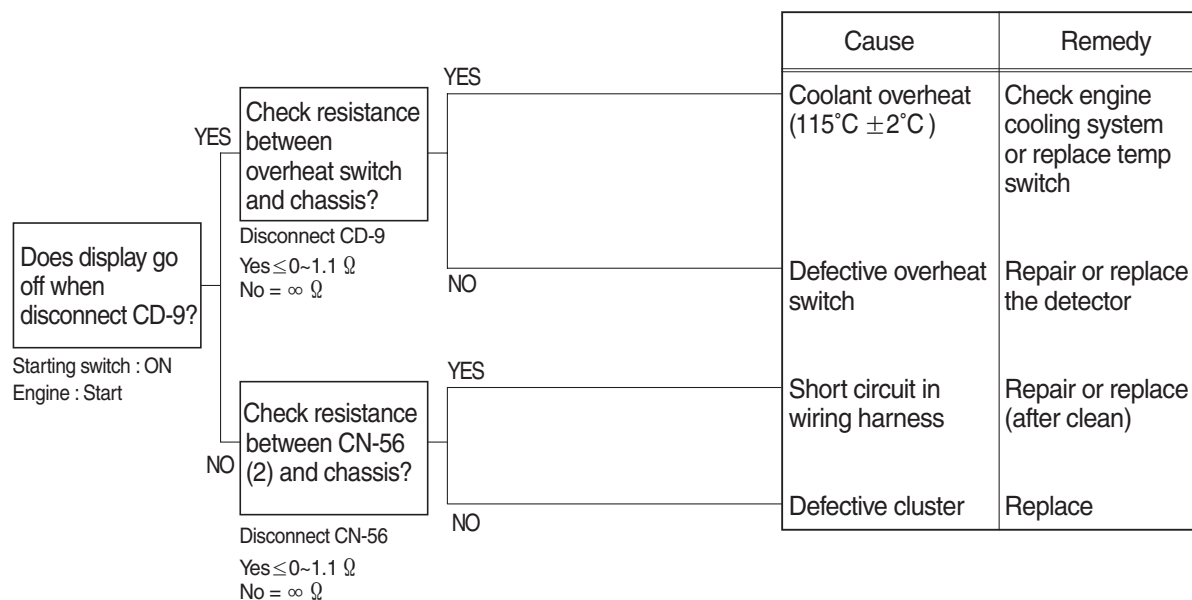 Does display go
off when
disconnect CD-9?
Starting switch : ON
Engine : Start
YES
Check resistance
between
overheat switch
and chassis?
Disconnect CD-9
Yes≤0~1.1 Ω
No = ∞ Ω
YES
NO
NO
Check resistance
between CN-56
(2) and chassis?
Disconnect CN-56
Yes≤0~1.1 Ω
No = ∞ Ω
YES
NO
Cause Remedy
Coolant overheat Check engine
(115˚C ±2˚C ) cooling system
or replace temp
switch
Defective overheat Repair or replace
switch the detector
Short circuit in Repair or replace
wiring harness (after clean)
Defective cluster Replace